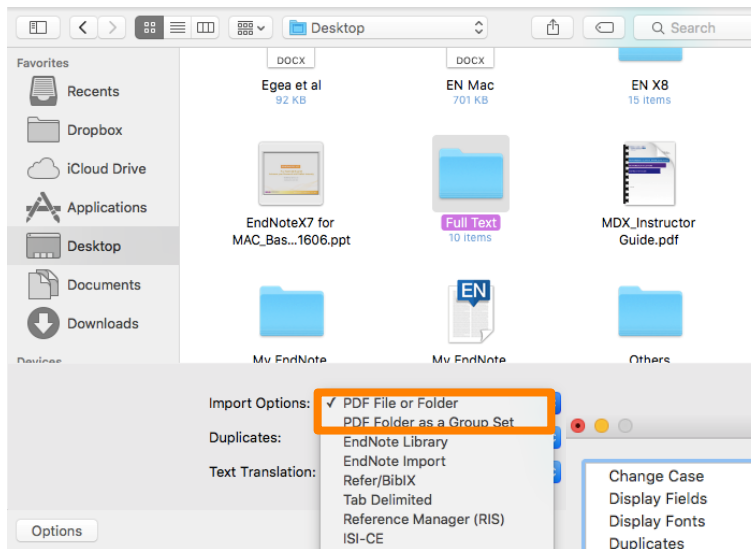 Desktop
Search
Favorites
Recents
Dropbox
iCloud Drive
Applications
Desktop
Documents
Downloads
Devices
DOCX
DOCX
Egea et al
92 KB
EN Mac
701 KB
EN X8
15 items
EndNoteX7 for
MAC_Bas...1606.ppt
Full Text
10 items
MDX_Instructor
Guide.pdf
EN
My EndNote
My EndNote
Others
Import Options:
PDF File or Folder
PDF Folder as a Group Set
Duplicates:
EndNote Library
EndNote Import
Text Translation:
Refer/BibIX
Tab Delimited
Reference Manager (RIS)
ISI-CE
Options
Change Case
Display Fields
Display Fonts
Duplicates